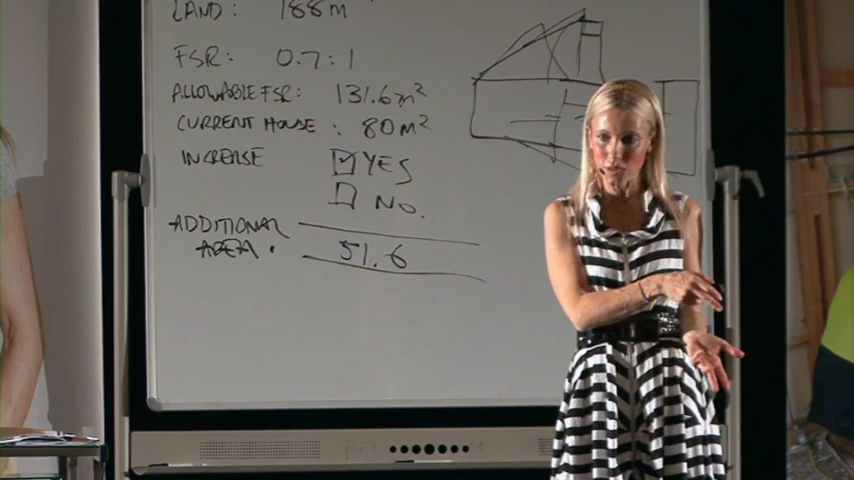 LAND: 188m
FSR: 0.7:1
ALLOWABLE FSR: 131.6m²
CURRENT HOUSE: 80m²
INCREASE ☑ YES
☐ NO.
ADDITIONAL
AREA. 51.6